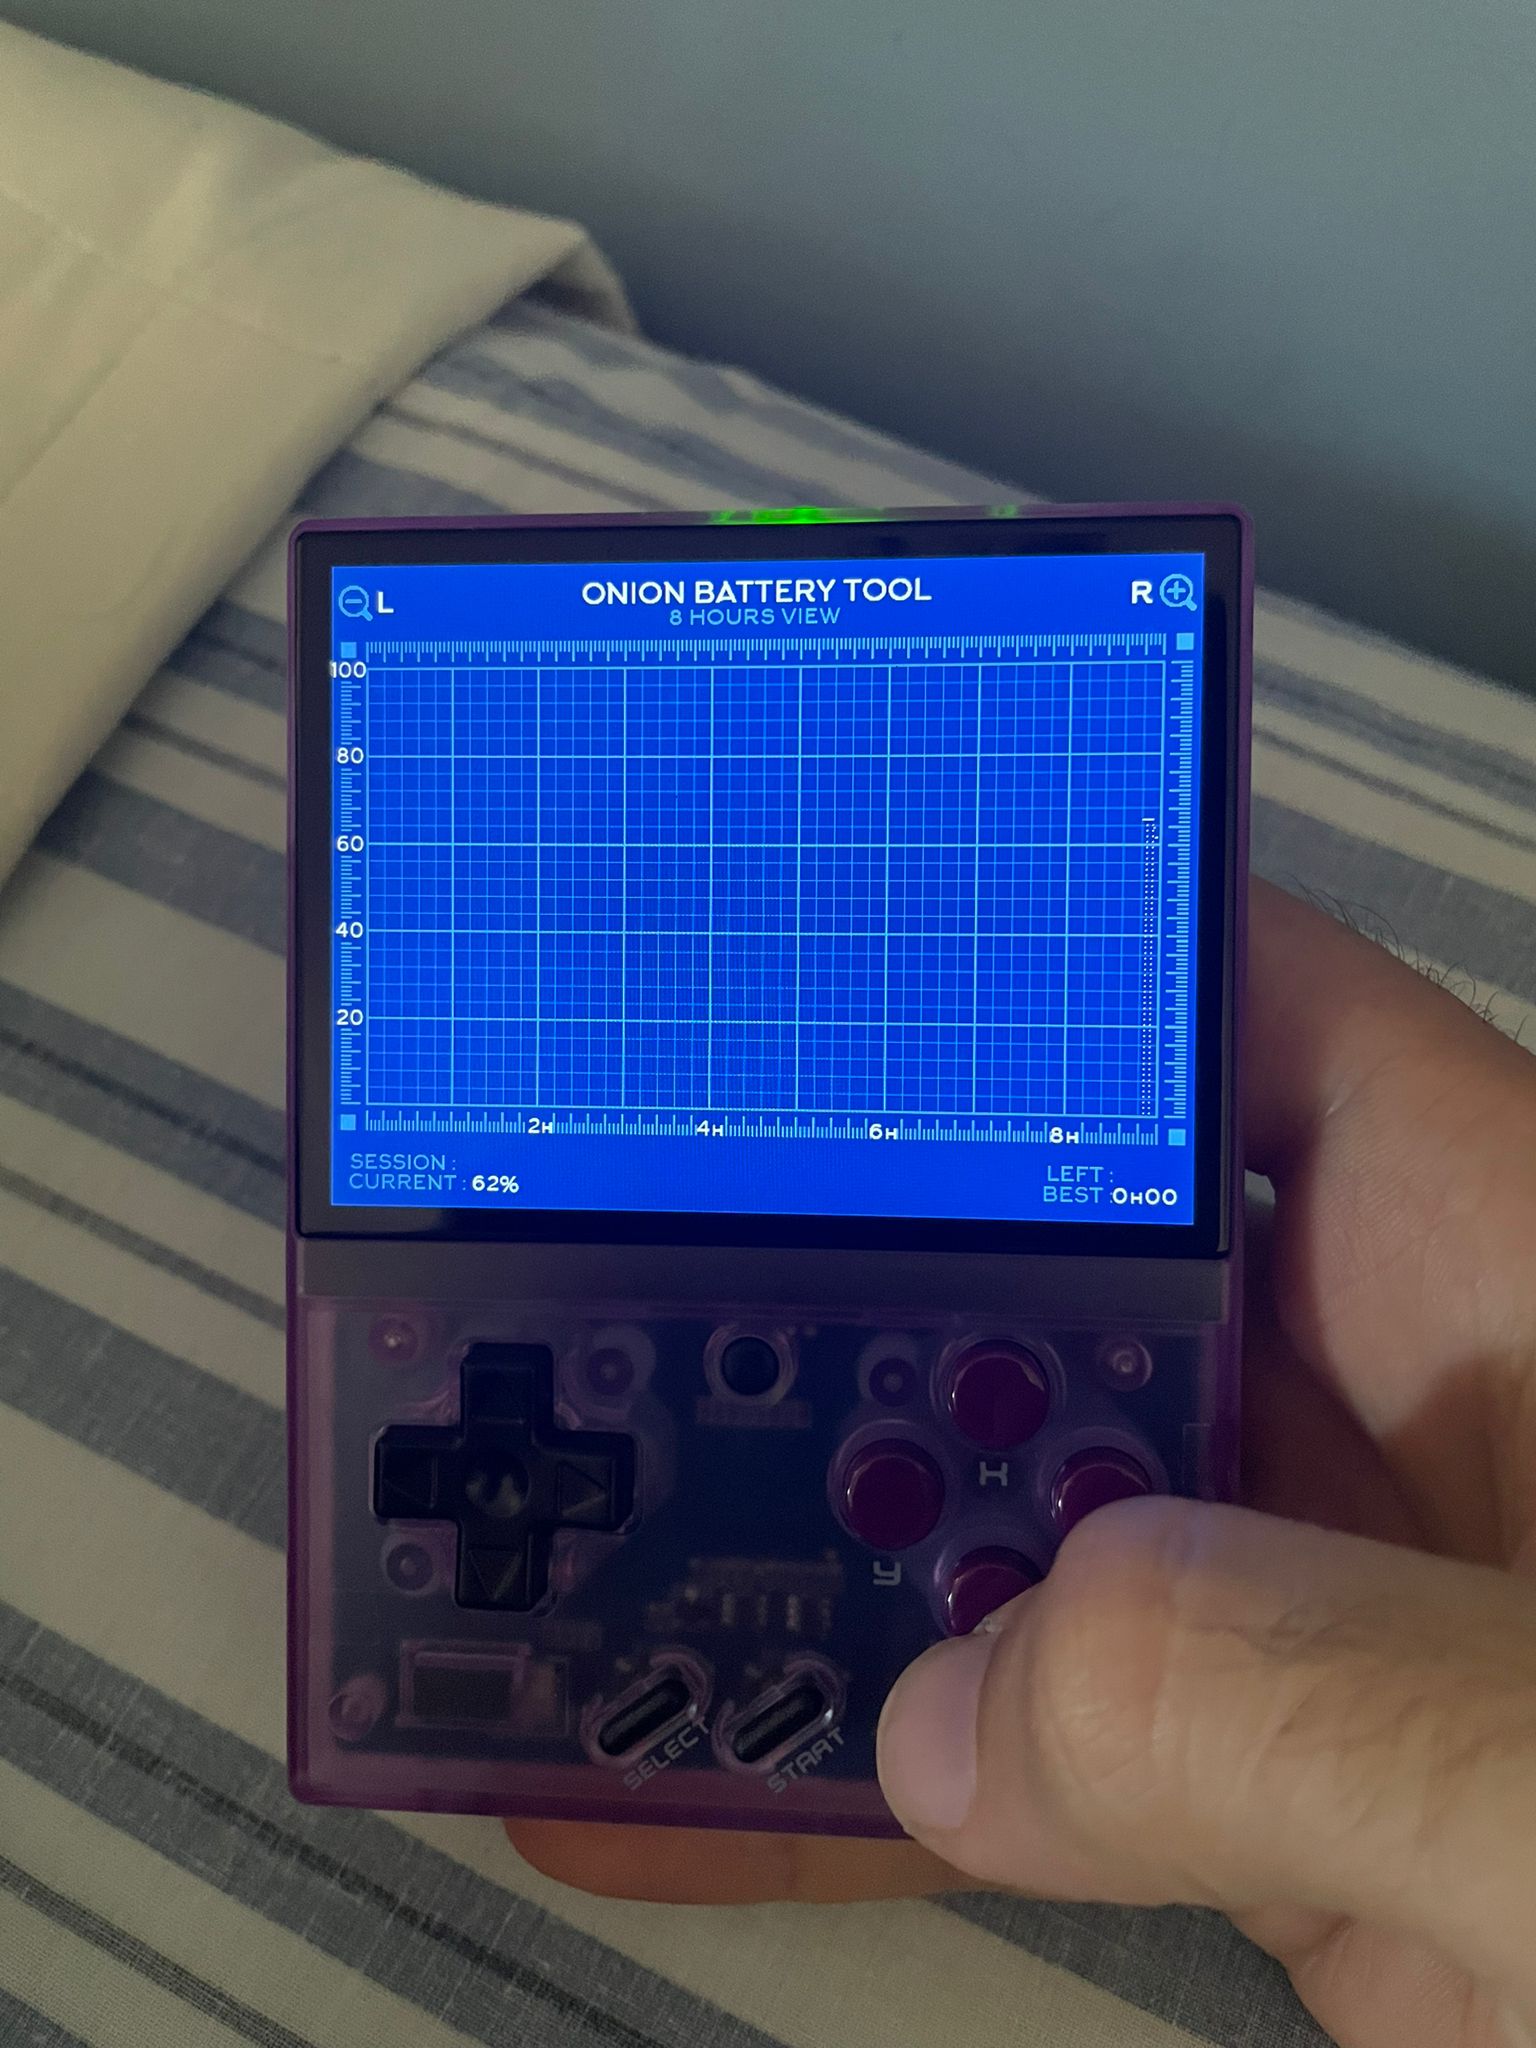 L ONION BATTERY TOOL R
8 HOURS VIEW
100
80
60
40
20
2H 4H 6H 8H
SESSION :
CURRENT : 62%
LEFT :
BEST : 0H00
X
Y
SELECT
START